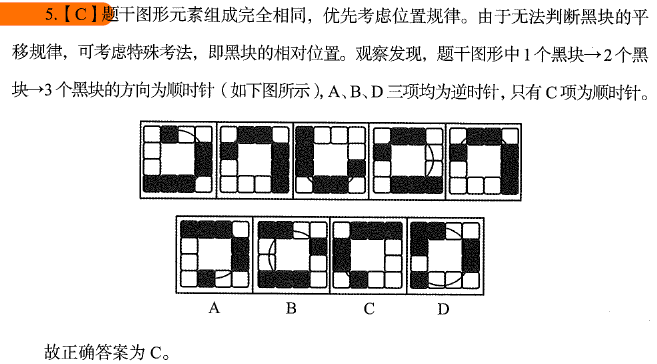 5.【C】题干图形元素组成完全相同，优先考虑位置规律。由于无法判断黑块的平
移规律，可考虑特殊考法，即黑块的相对位置。观察发现，题干图形中1个黑块→2个黑
块→3个黑块的方向为顺时针（如下图所示），A、B、D三项均为逆时针，只有C项为顺时针。
A B C D
故正确答案为C。